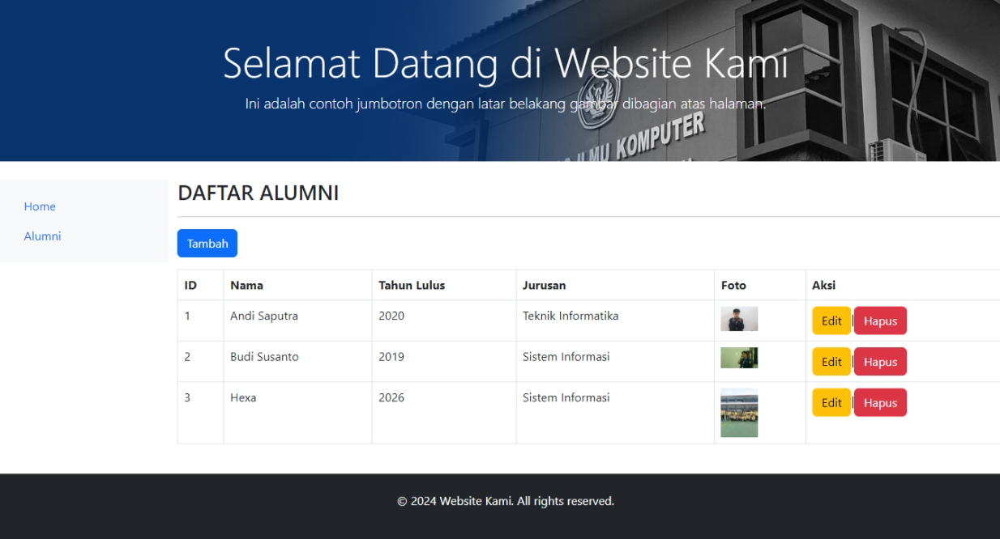 Selamat Datang di Website Kami
Ini adalah contoh jumbotron dengan latar belakang gambar dibagian atas halaman.
ILMU KOMPUTER
Home
Alumni
DAFTAR ALUMNI
Tambah
ID Nama Tahun Lulus Jurusan Foto Aksi
1 Andi Saputra 2020 Teknik Informatika Edit | Hapus
2 Budi Susanto 2019 Sistem Informasi Edit | Hapus
3 Hexa 2026 Sistem Informasi Edit | Hapus
© 2024 Website Kami. All rights reserved.